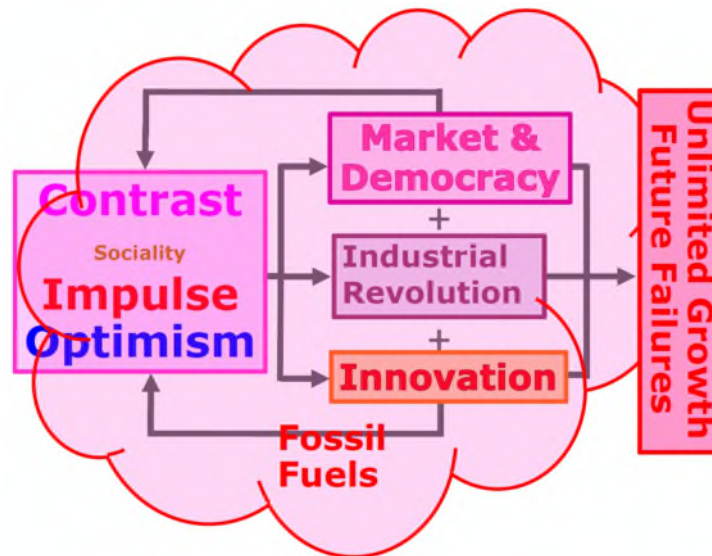 Contrast
Sociality
Impulse
Optimism
Market &
Democracy
+
Industrial
Revolution
+
Innovation
Fossil
Fuels
Unlimited Growth
Future Failures